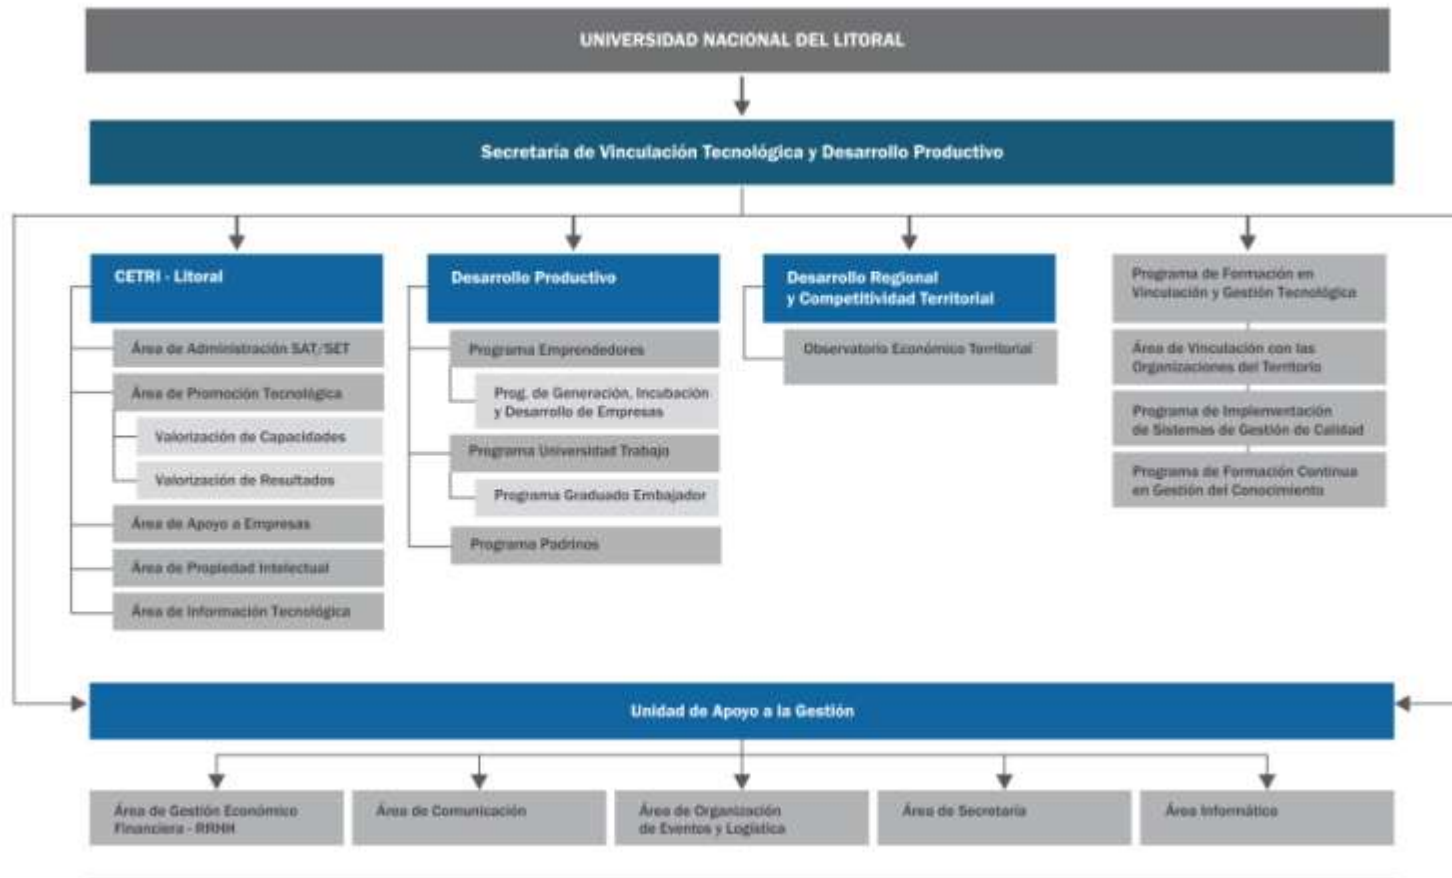 UNIVERSIDAD NACIONAL DEL LITORAL
Secretaría de Vinculación Tecnológica y Desarrollo Productivo
CETRI - Litoral
Área de Administración SAT/SET
Área de Promoción Tecnológica
Valorización de Capacidades
Valorización de Resultados
Área de Apoyo a Empresas
Área de Propiedad Intelectual
Área de Información Tecnológica
Desarrollo Productivo
Programa Emprendedores
Prog. de Generación, Incubación
y Desarrollo de Empresas
Programa Universidad Trabajo
Programa Graduado Embajador
Programa Padrinos
Desarrollo Regional
y Competitividad Territorial
Observatorio Económico Territorial
Programa de Formación en
Vinculación y Gestión Tecnológica
Área de Vinculación con las
Organizaciones del Territorio
Programa de Implementación
de Sistemas de Gestión de Calidad
Programa de Formación Continua
en Gestión del Conocimiento
Unidad de Apoyo a la Gestión
Área de Gestión Económico
Financiera - RRHH
Área de Comunicación
Área de Organización
de Eventos y Logística
Área de Secretaría
Área Informática